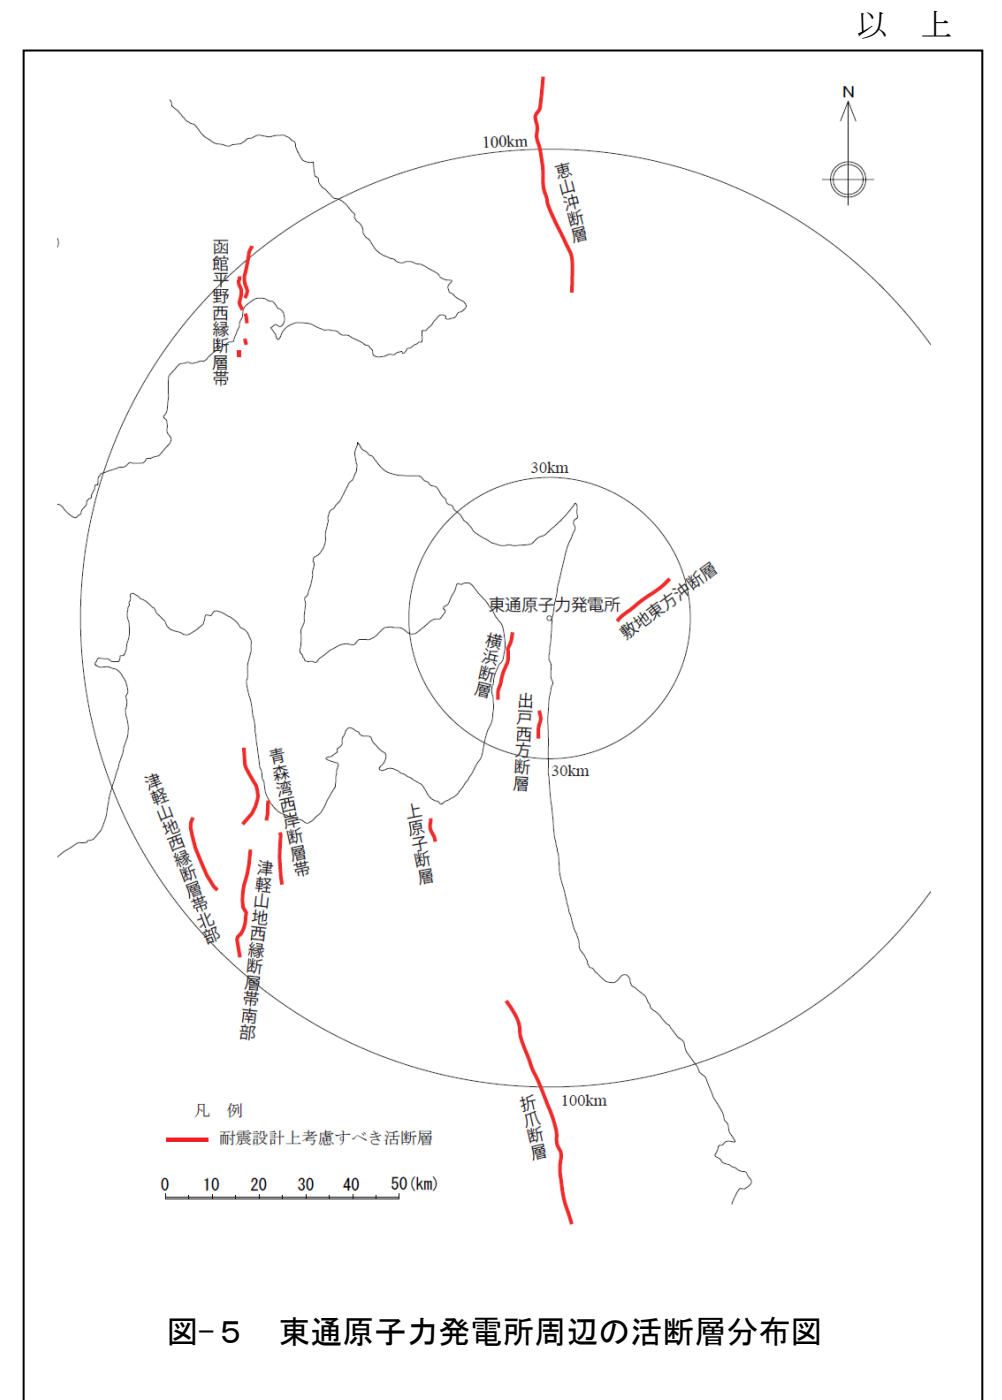 以　上
N
100km
恵山沖断層
函館平野西縁断層帯
30km
東通原子力発電所
敷地東方沖断層
横浜断層
出戸西方断層
30km
青森湾西岸断層帯
津軽山地西縁断層帯北部
上原子断層
津軽山地西縁断層帯南部
100km
折爪断層
凡　例
耐震設計上考慮すべき活断層
0 10 20 30 40 50(km)
図-５　東通原子力発電所周辺の活断層分布図